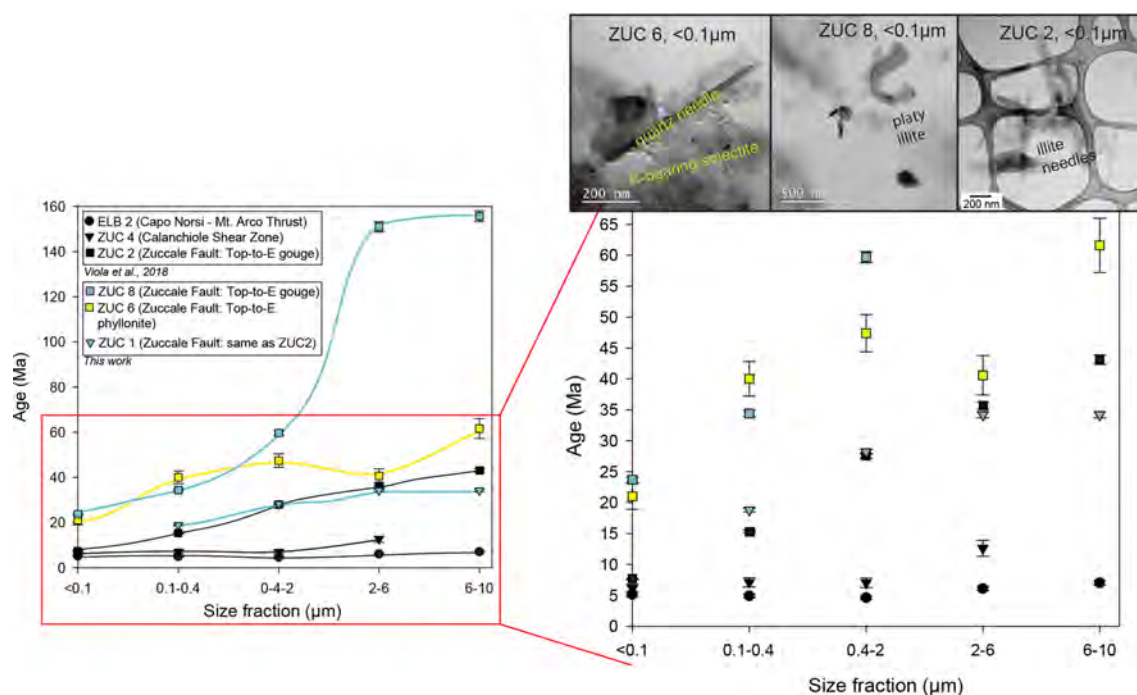 ZUC 6, <0.1µm
ZUC 8, <0.1µm
ZUC 2, <0.1µm
quartz needle
K-bearing smectite
200 nm
platy
illite
500 nm
illite
needles
200 nm
160
140
120
100
80
60
40
20
0
Age (Ma)
ELB 2 (Capo Norsi - Mt. Arco Thrust)
ZUC 4 (Calanchiole Shear Zone)
ZUC 2 (Zuccale Fault: Top-to-E gouge)
Viola et al., 2018
ZUC 8 (Zuccale Fault: Top-to-E gouge)
ZUC 6 (Zuccale Fault: Top-to-E
phyllonite)
ZUC 1 (Zuccale Fault: same as ZUC2)
This work
<0.1
0.1-0.4
0-4-2
2-6
6-10
Size fraction (µm)
65
60
55
50
45
40
35
30
25
20
15
10
5
0
Age (Ma)
<0.1
0.1-0.4
0.4-2
2-6
6-10
Size fraction (µm)